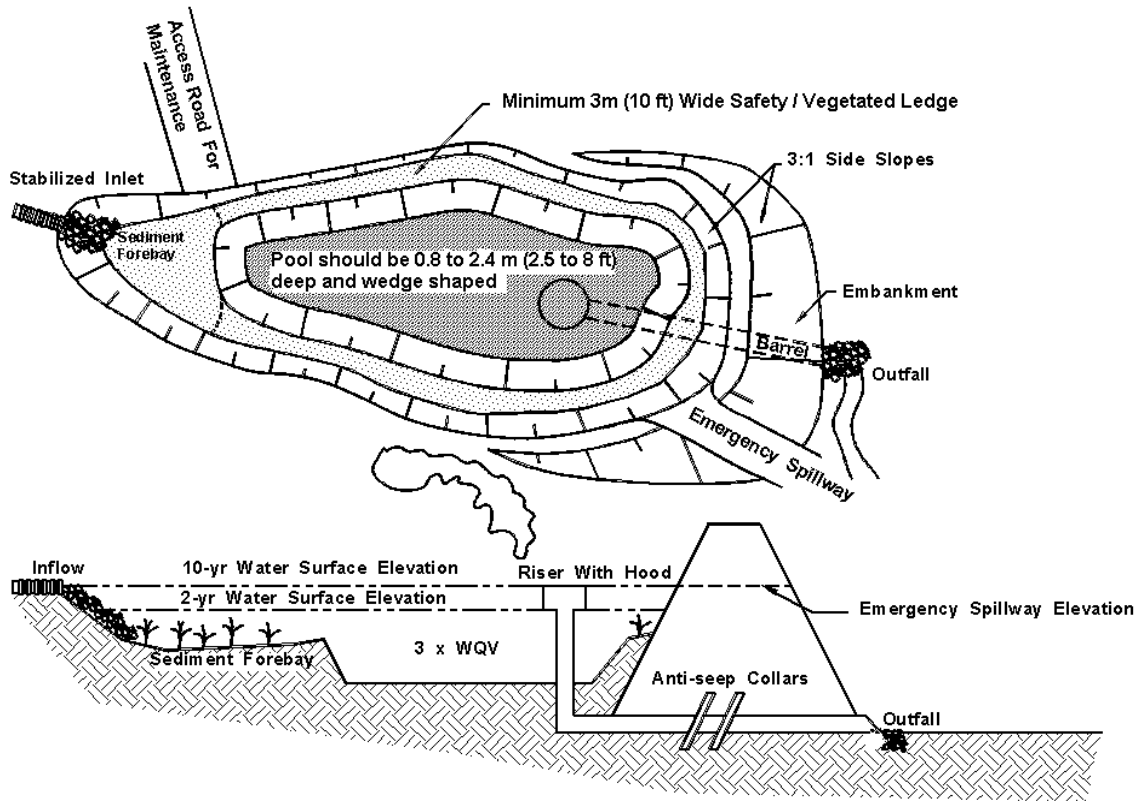 Access Road For
Maintenance
Minimum 3m (10 ft) Wide Safety / Vegetated Ledge
3:1 Side Slopes
Stabilized Inlet
Sediment
Forebay
Pool should be 0.8 to 2.4 m (2.5 to 8 ft)
deep and wedge shaped
Embankment
Barrel
Outfall
Emergency Spillway
Inflow
10-yr Water Surface Elevation
Riser With Hood
2-yr Water Surface Elevation
Emergency Spillway Elevation
Sediment Forebay
3 x WQV
Anti-seep Collars
Outfall